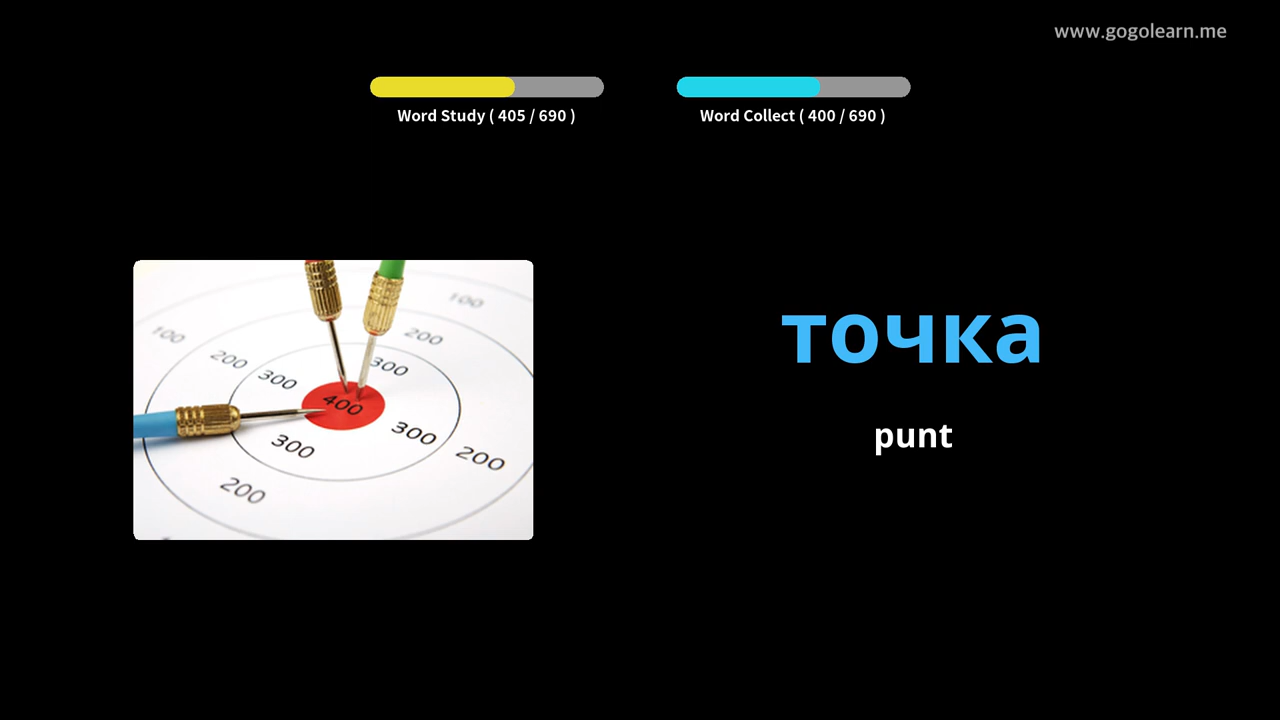 www.gogolearn.me
Word Study ( 405 / 690 )
Word Collect ( 400 / 690 )
100
100
200
200
300
300
400
300
300
200
200
точка
punt